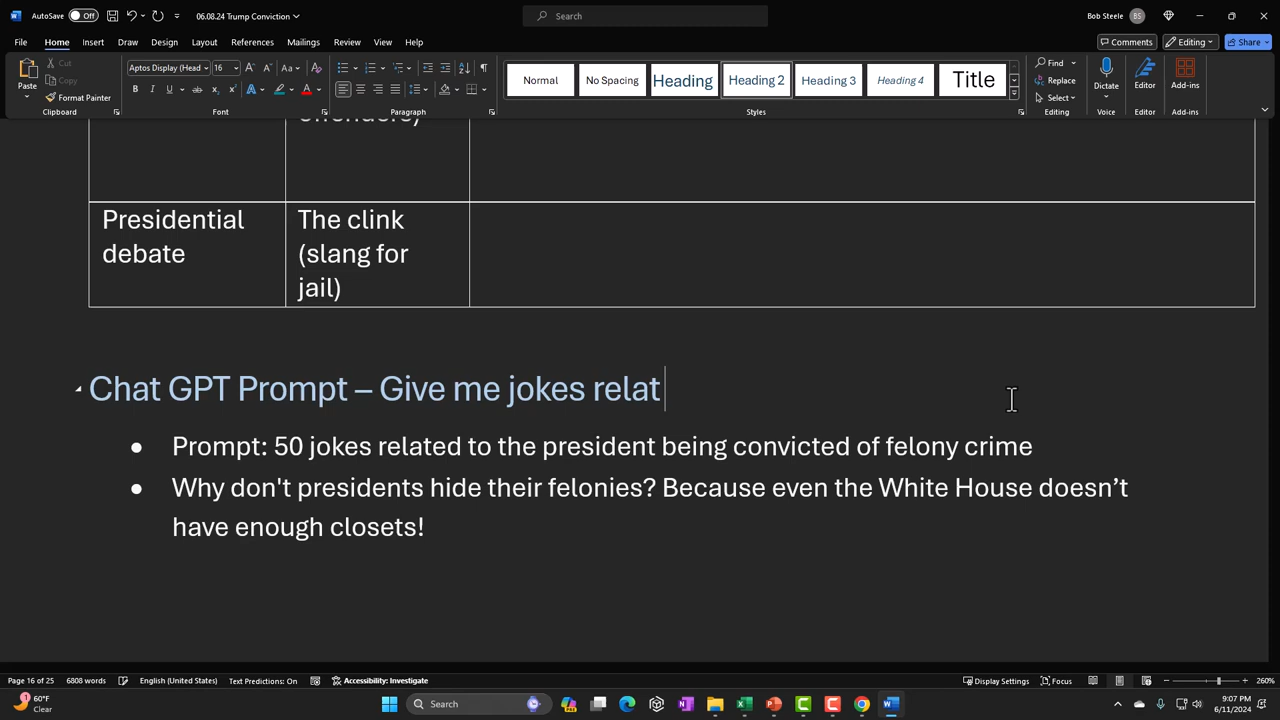 AutoSave Off 06.08.24 Trump Conviction Search Bob Steele BS
File Home Insert Draw Design Layout References Mailings Review View Help Comments Editing Share
Paste Cut Copy Format Painter Aptos Display (Head 16 Normal No Spacing Heading Heading 2 Heading 3 Heading 4 Title Find Replace Select Dictate Editor Add-ins
Clipboard Font Paragraph Styles Editing Voice Editor Add-ins
offenders)
Presidential The clink
debate (slang for
jail)
Chat GPT Prompt – Give me jokes relat
● Prompt: 50 jokes related to the president being convicted of felony crime
● Why don't presidents hide their felonies? Because even the White House doesn’t
have enough closets!
Page 16 of 25 6808 words English (United States) Text Predictions: On Accessibility: Investigate Display Settings Focus 260%
1 60°F
Clear Search 9:07 PM
6/11/2024